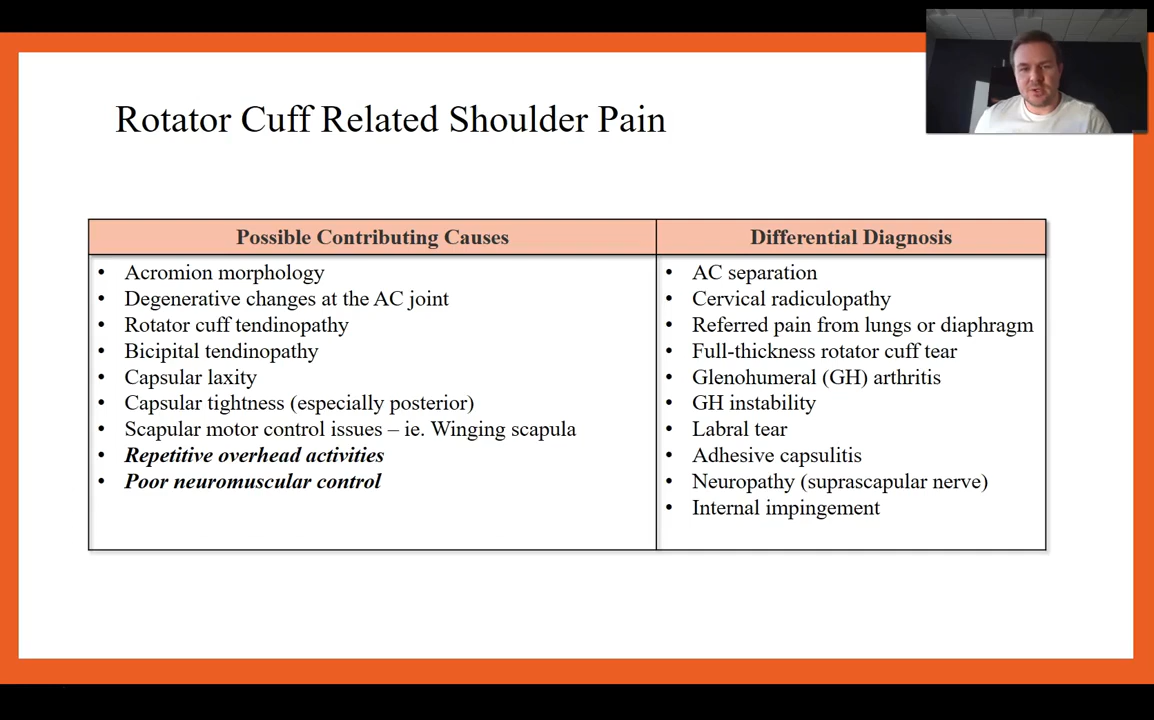 Rotator Cuff Related Shoulder Pain
Possible Contributing Causes
• Acromion morphology
• Degenerative changes at the AC joint
• Rotator cuff tendinopathy
• Bicipital tendinopathy
• Capsular laxity
• Capsular tightness (especially posterior)
• Scapular motor control issues – ie. Winging scapula
• Repetitive overhead activities
• Poor neuromuscular control
Differential Diagnosis
• AC separation
• Cervical radiculopathy
• Referred pain from lungs or diaphragm
• Full-thickness rotator cuff tear
• Glenohumeral (GH) arthritis
• GH instability
• Labral tear
• Adhesive capsulitis
• Neuropathy (suprascapular nerve)
• Internal impingement